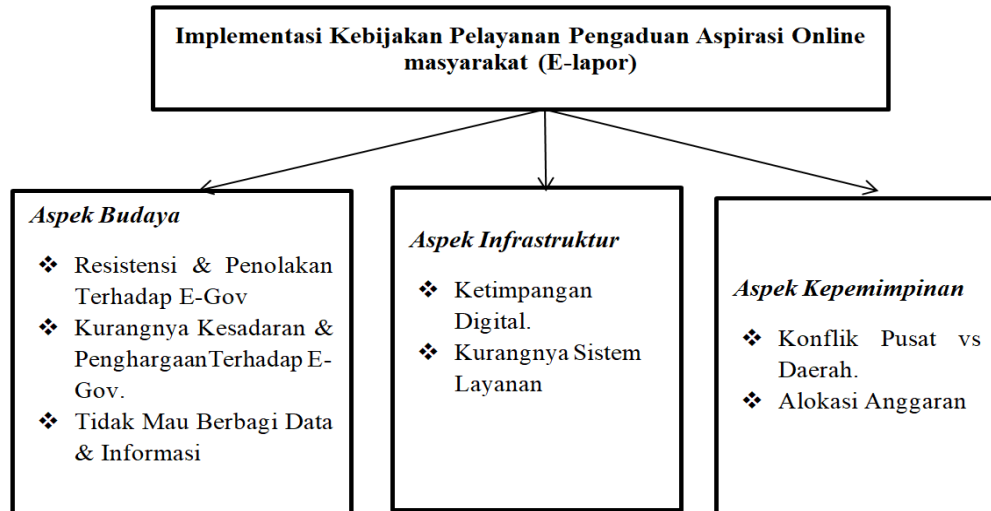 Implementasi Kebijakan Pelayanan Pengaduan Aspirasi Online
masyarakat (E-lapor)
Aspek Budaya
❖ Resistensi & Penolakan
Terhadap E-Gov
❖ Kurangnya Kesadaran &
PenghargaanTerhadap E-
Gov.
❖ Tidak Mau Berbagi Data
& Informasi
Aspek Infrastruktur
❖ Ketimpangan
Digital.
❖ Kurangnya Sistem
Layanan
Aspek Kepemimpinan
❖ Konflik Pusat vs
Daerah.
❖ Alokasi Anggaran